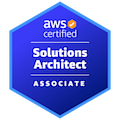 aws
certified
Solutions
Architect
ASSOCIATE